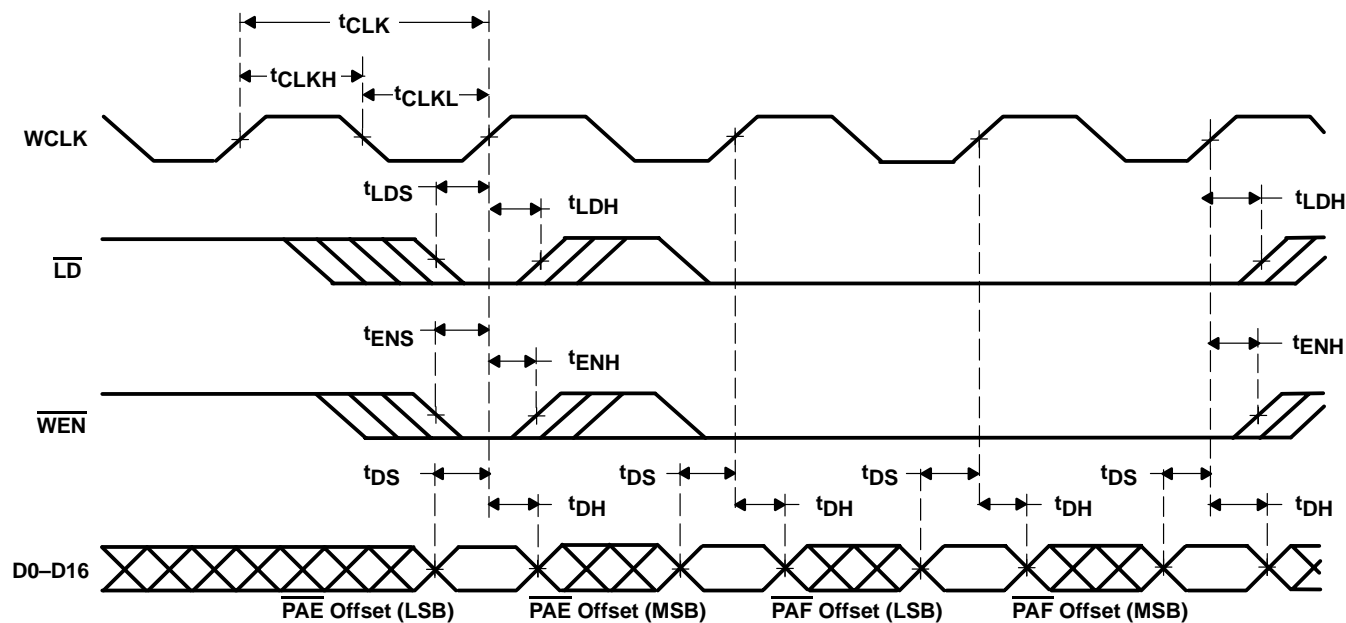 tCLK
tCLKH
tCLKL
WCLK
tLDS
tLDH
tLDH
LD
tENS
tENH
tENH
WEN
tDS
tDS
tDS
tDS
tDH
tDH
tDH
tDH
D0–D16
PAE Offset (LSB)
PAE Offset (MSB)
PAF Offset (LSB)
PAF Offset (MSB)